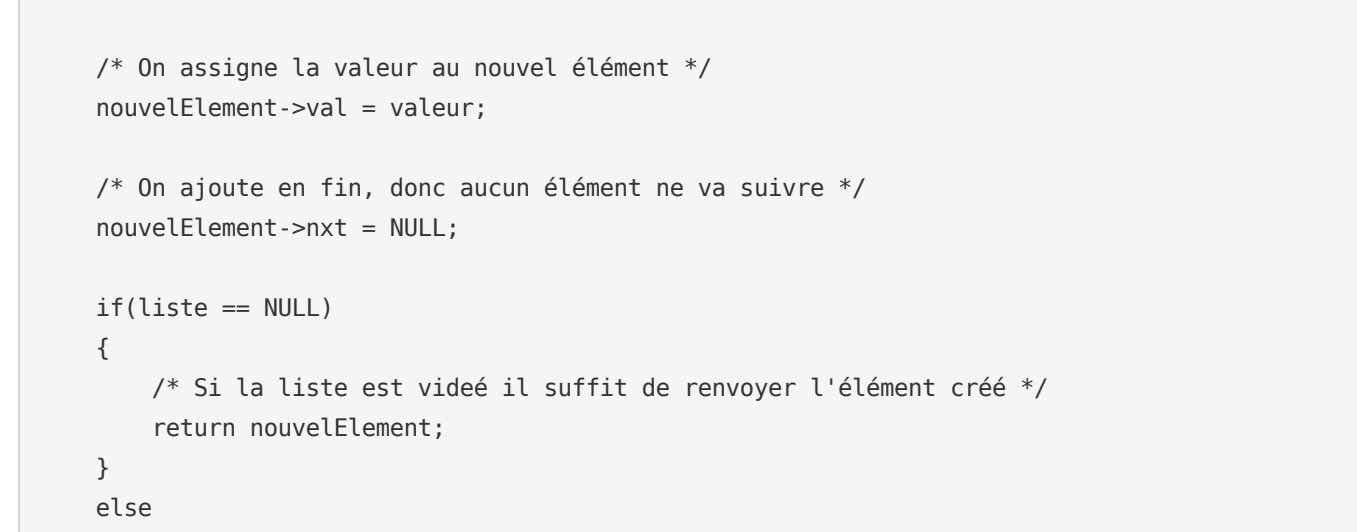 /* On assigne la valeur au nouvel élément */
nouvelElement->val = valeur;
/* On ajoute en fin, donc aucun élément ne va suivre */
nouvelElement->nxt = NULL;
if(liste == NULL)
{
/* Si la liste est videé il suffit de renvoyer l'élément créé */
return nouvelElement;
}
else